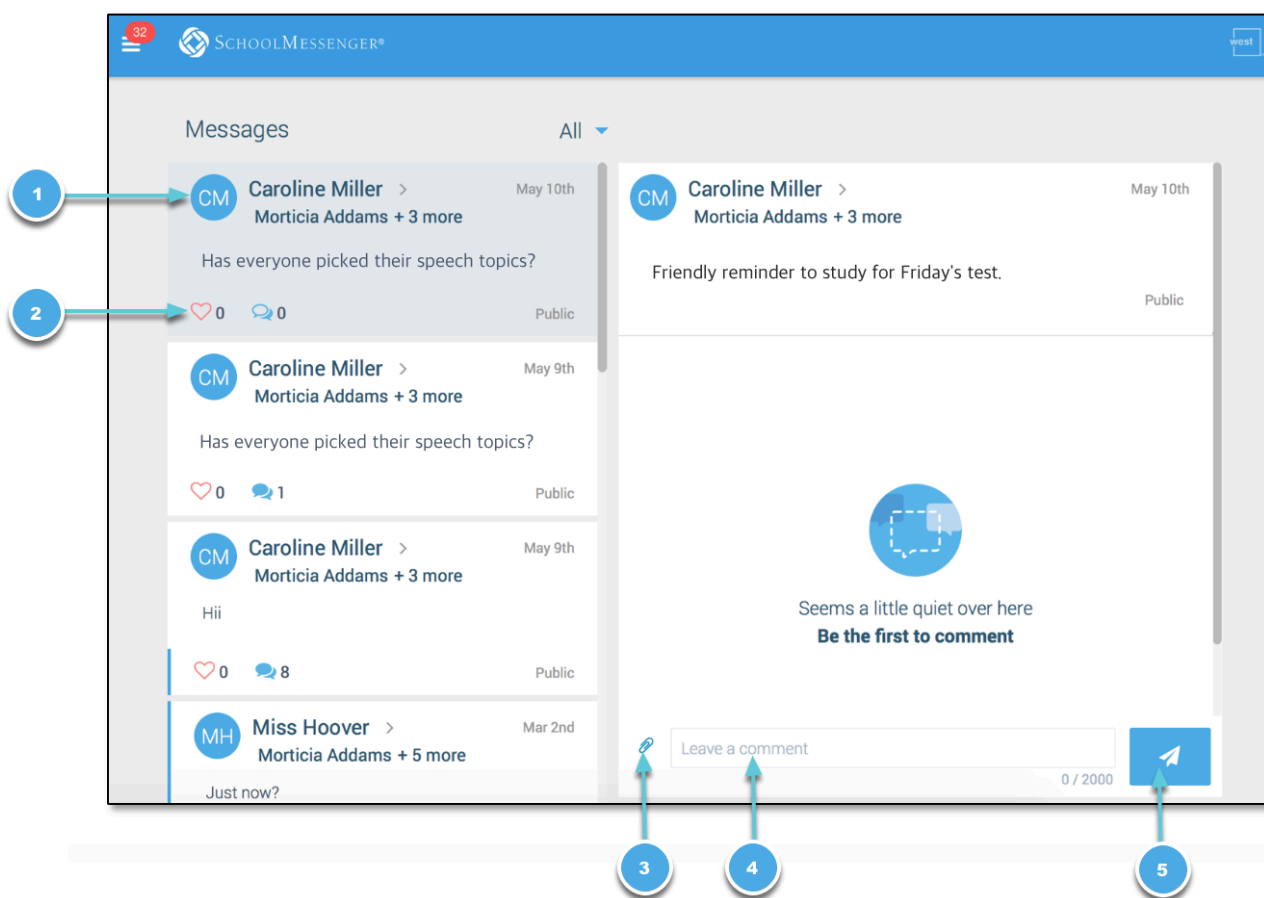 32
SCHOOLMESSENGER®
west
Messages
All
1
CM
Caroline Miller >
May 10th
Morticia Addams + 3 more
Has everyone picked their speech topics?
2
0
0
Public
CM
Caroline Miller >
May 9th
Morticia Addams + 3 more
Has everyone picked their speech topics?
0
1
Public
CM
Caroline Miller >
May 9th
Morticia Addams + 3 more
Hii
0
8
Public
MH
Miss Hoover >
Mar 2nd
Morticia Addams + 5 more
Just now?
CM
Caroline Miller >
May 10th
Morticia Addams + 3 more
Friendly reminder to study for Friday's test.
Public
Seems a little quiet over here
Be the first to comment
Leave a comment
0 / 2000
3
4
5